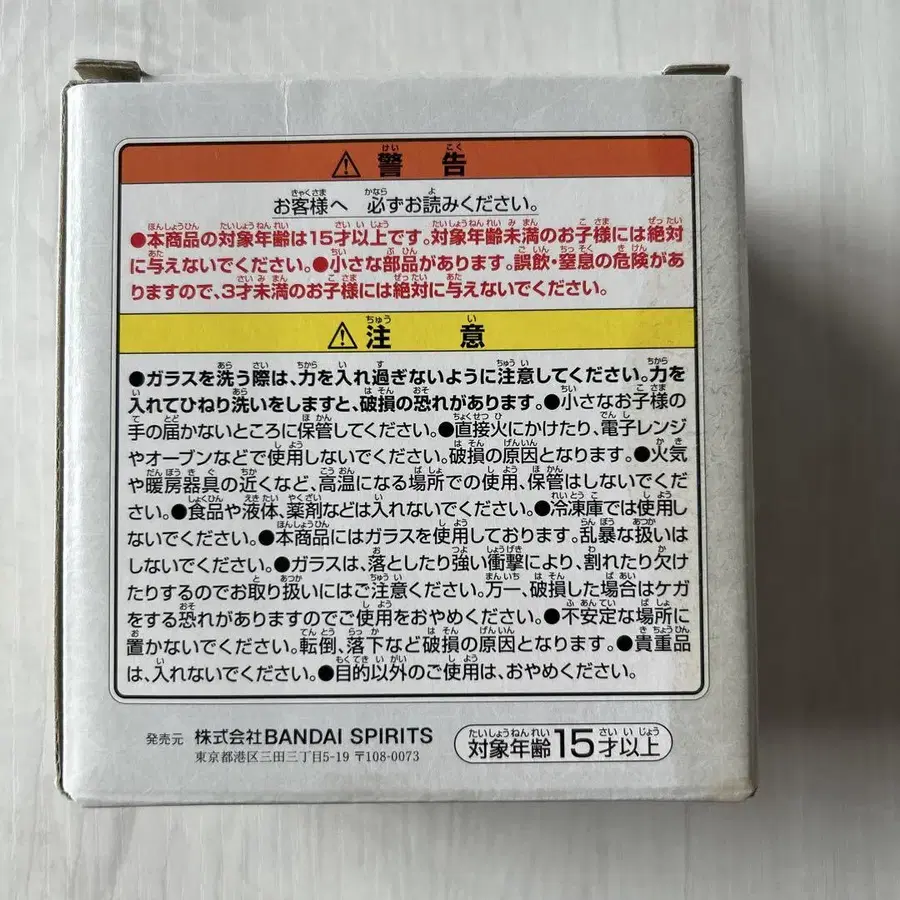 ⚠警告
お客様へ 必ずお読みください。
●本商品の対象年齢は15才以上です。対象年齢未満のお子様には絶対
に与えないでください。●小さな部品があります。誤飲・窒息の危険があ
りますので、3才未満のお子様には絶対に与えないでください。
⚠注意
●ガラスを洗う際は、力を入れ過ぎないように注意してください。力を
入れてひねり洗いをしますと、破損の恐れがあります。●小さなお子様の
手の届かないところに保管してください。●直接火にかけたり、電子レンジ
やオーブンなどで使用しないでください。破損の原因となります。●火気
や暖房器具の近くなど、高温になる場所での使用、保管はしないでくだ
さい。●食品や液体、薬剤などは入れないでください。●冷凍庫では使用し
ないでください。●本商品にはガラスを使用しております。乱暴な扱いは
しないでください。●ガラスは、落としたり強い衝撃により、割れたり欠け
たりするのでお取り扱いにはご注意ください。万一、破損した場合はケガ
をする恐れがありますのでご使用をおやめください。●不安定な場所に
置かないでください。転倒、落下など破損の原因となります。●貴重品
は、入れないでください。●目的以外のご使用は、おやめください。
発売元 株式会社BANDAI SPIRITS
東京都港区三田三丁目5-19 〒108-0073
対象年齢15才以上